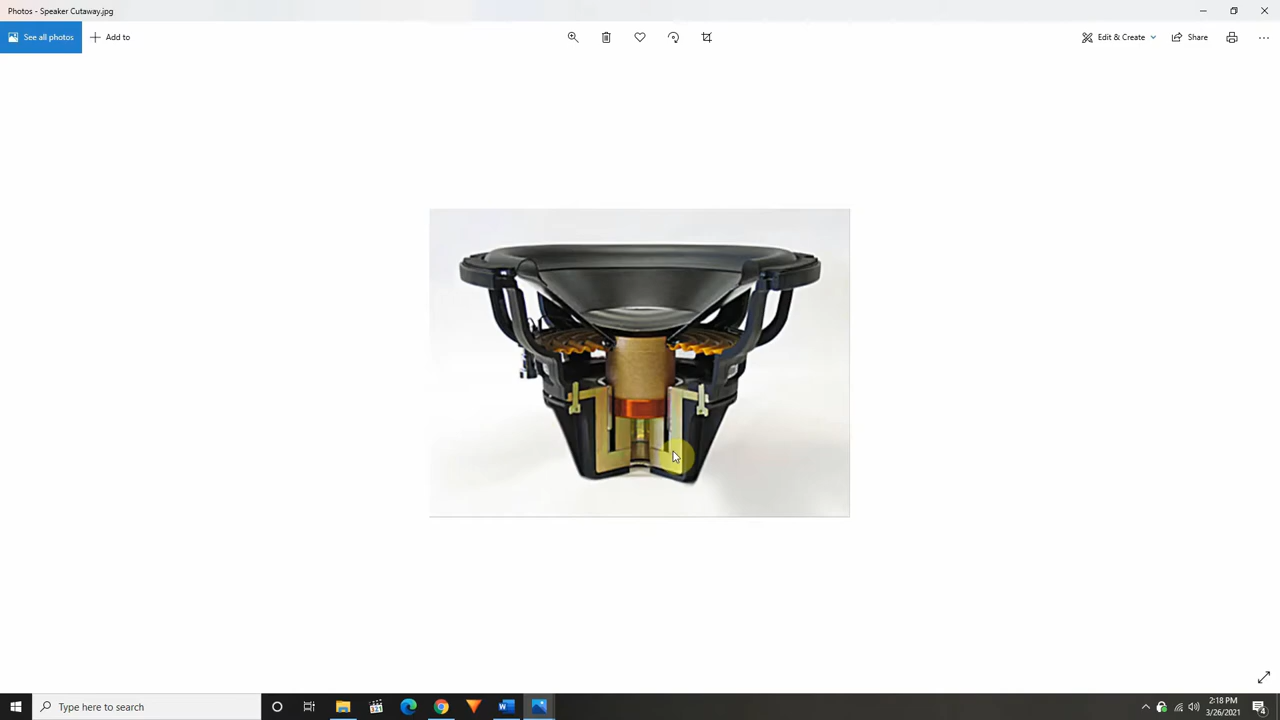 Photos - Speaker Cutaway.jpg
See all photos
Add to
Edit & Create
Share
Type here to search
2:18 PM
3/26/2021
4